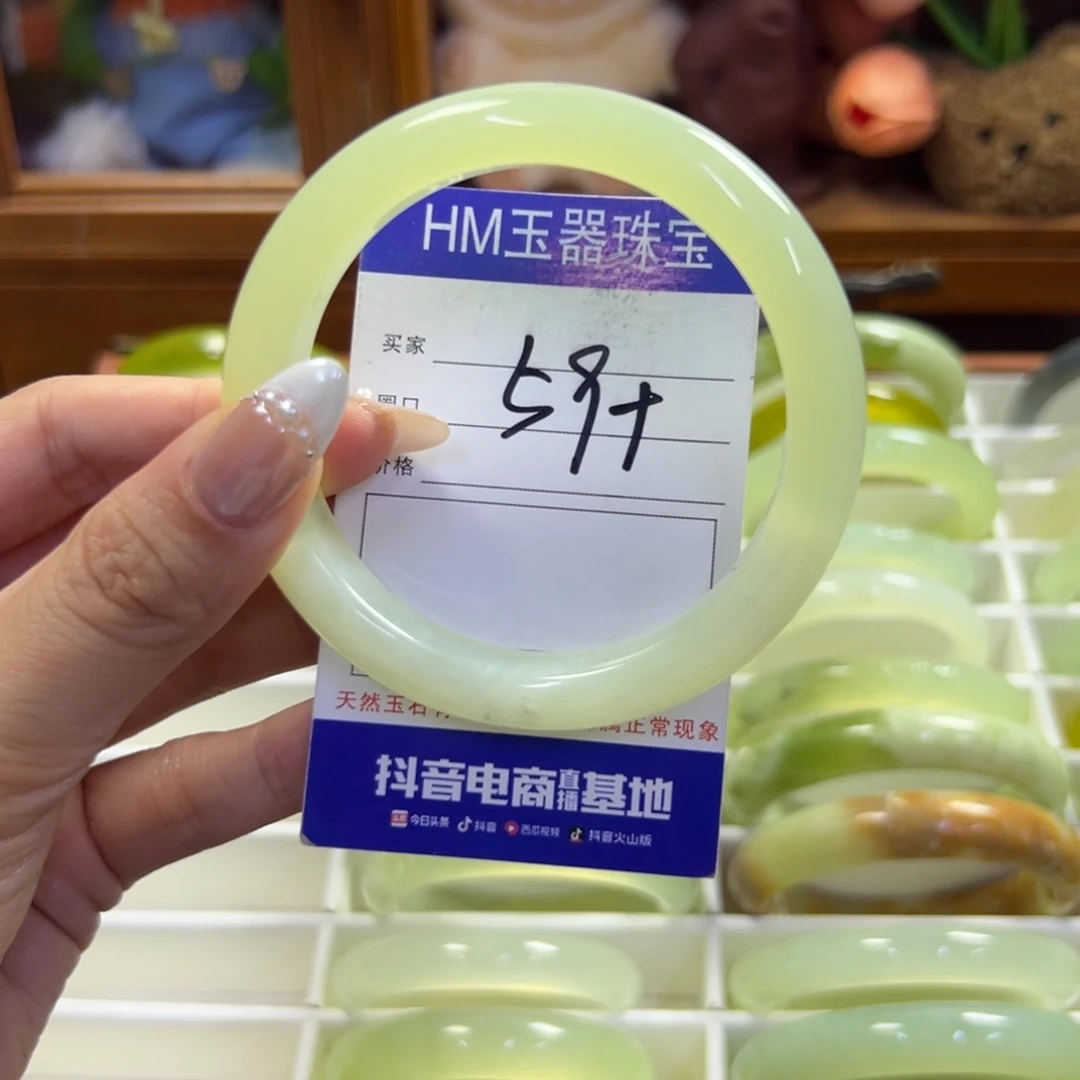 HM玉器珠宝
买家
59+
圈口
价格
天然玉石
属正常现象
抖音电商直播基地
今日头条 抖音 西瓜视频 抖音火山版